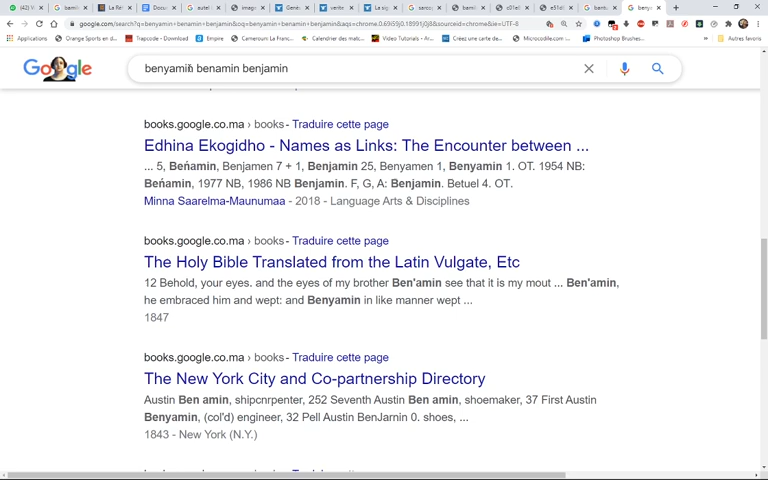 google.com/search?q=benyamin+benamin+benjamin&oq=benyamin+benamin+benjamin&aqs=chrome.0.69i59j0j8&sourceid=chrome&ie=UTF-8
Applications
Orange Sports en d...
Trapcode - Download
Empire
Cameroon La Franc...
Calendrier des matc...
Video Tutorials - Ar...
Créez une carte de...
Microcodile.com ...
Photoshop Brushes...
Autres favoris
Go gle
benyamin benamin benjamin
books.google.co.ma › books - Traduire cette page
Edhina Ekogidho - Names as Links: The Encounter between ...
... 5, Beńamin, Benjamen 7 + 1, Benjamin 25, Benyamen 1, Benyamin 1. OT. 1954 NB:
Beńamin, 1977 NB, 1986 NB Benjamin. F, G, A: Benjamin. Betuel 4. OT.
Minna Saarelma-Maunumaa - 2018 - Language Arts & Disciplines
books.google.co.ma › books - Traduire cette page
The Holy Bible Translated from the Latin Vulgate, Etc
12 Behold, your eyes. and the eyes of my brother Ben'amin see that it is my mout ... Ben'amin,
he embraced him and wept: and Benyamin in like manner wept ...
1847
books.google.co.ma › books - Traduire cette page
The New York City and Co-partnership Directory
Austin Ben amin, shipcnrpenter, 252 Seventh Austin Ben amin, shoemaker, 37 First Austin
Benyamin, (col'd) engineer, 32 Pell Austin BenJarnin 0. shoes, ...
1843 - New York (N.Y.)